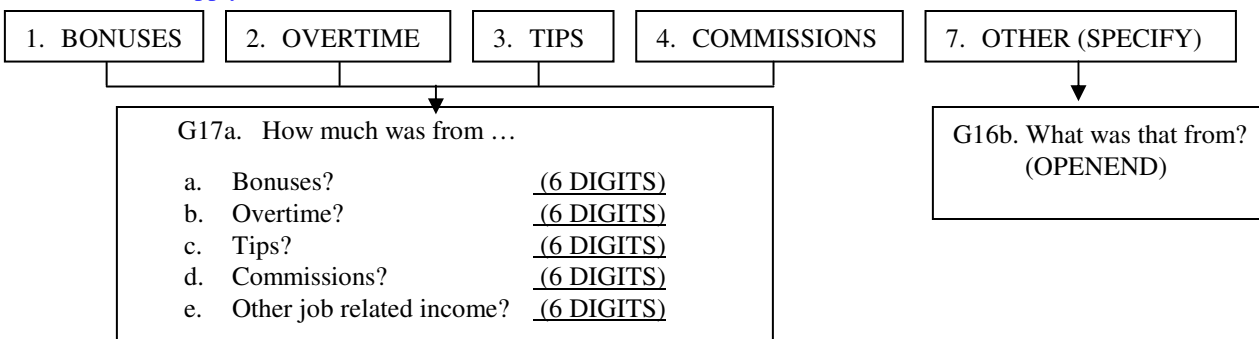 1. BONUSES 2. OVERTIME 3. TIPS 4. COMMISSIONS 7. OTHER (SPECIFY)
G17a. How much was from …
a. Bonuses? (6 DIGITS)
b. Overtime? (6 DIGITS)
c. Tips? (6 DIGITS)
d. Commissions? (6 DIGITS)
e. Other job related income? (6 DIGITS)
G16b. What was that from?
(OPENEND)